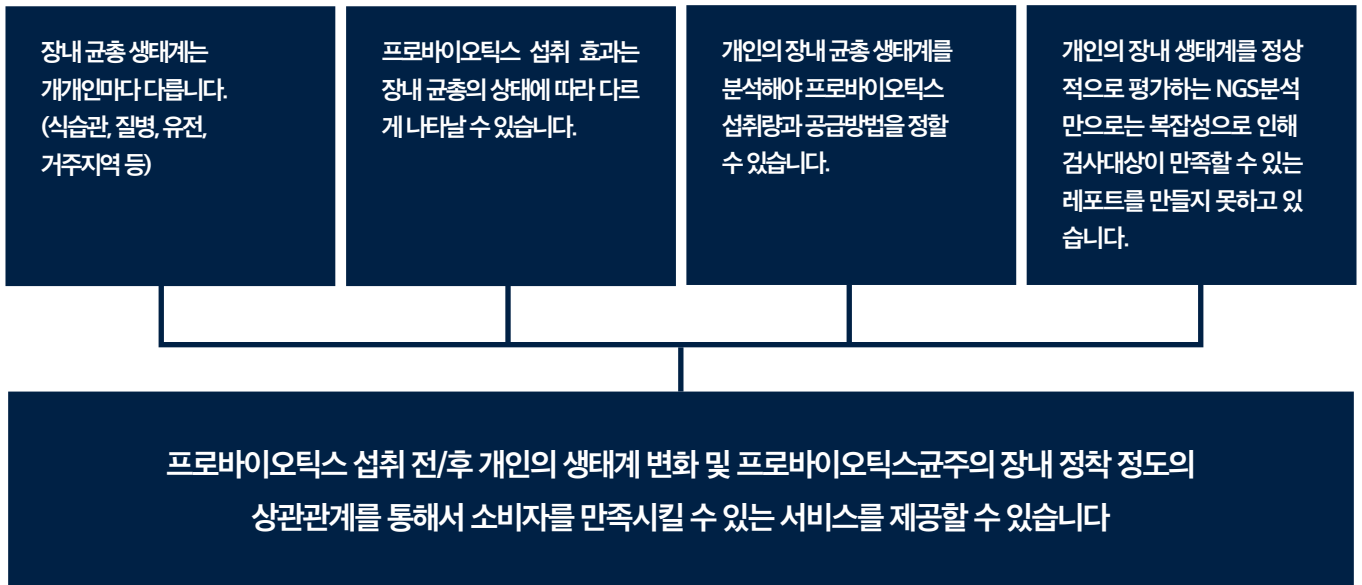 장내 균총 생태계는
개개인마다 다릅니다.
(식습관, 질병, 유전,
거주지역 등)
프로바이오틱스 섭취 효과는
장내 균총의 상태에 따라 다르
게 나타날 수 있습니다.
개인의 장내 균총 생태계를
분석해야 프로바이오틱스
섭취량과 공급방법을 정할
수 있습니다.
개인의 장내 생태계를 정상
적으로 평가하는 NGS분석
만으로는 복잡성으로 인해
검사대상이 만족할 수 있는
레포트를 만들지 못하고 있
습니다.
프로바이오틱스 섭취 전/후 개인의 생태계 변화 및 프로바이오틱스균주의 장내 정착 정도의
상관관계를 통해서 소비자를 만족시킬 수 있는 서비스를 제공할 수 있습니다